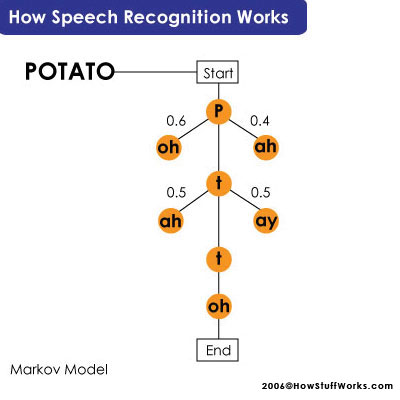 How Speech Recognition Works
POTATO Start
P
0.6 0.4
oh ah
t
0.5 0.5
ah ay
t
oh
End
Markov Model
2006©HowStuffWorks.com